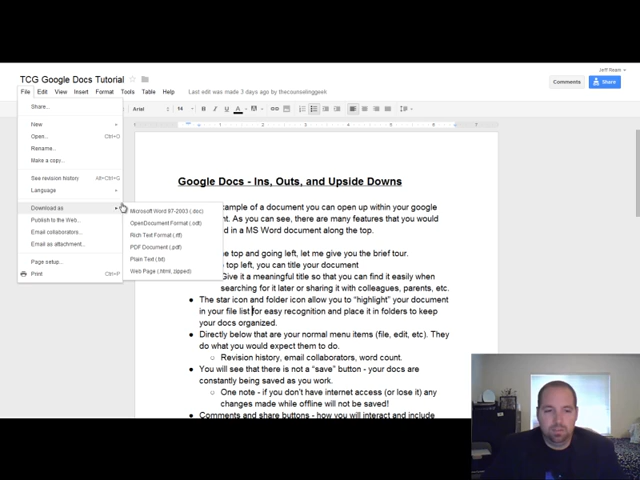 Jeff Ream
TCG Google Docs Tutorial
Comments
Share
File Edit View Insert Format Tools Table Help Last edit was made 3 days ago by thecounselinggeek
Arial 14 B I U A
Share...
New
Open... Ctrl+O
Rename...
Make a copy...
See revision history Alt+Ctrl+G
Language
Download as
Publish to the Web...
Email collaborators...
Email as attachment...
Page setup...
Print Ctrl+P
Microsoft Word 97-2003 (.doc)
OpenDocument Format (.odt)
Rich Text Format (.rtf)
PDF Document (.pdf)
Plain Text (.txt)
Web Page (.html, zipped)
1 1 2 3 4 5 6 7
Google Docs - Ins, Outs, and Upside Downs
example of a document you can open up within your google
ment. As you can see, there are many features that you would
d in a MS Word document along the top.
he top and going left, let me give you the brief tour.
top left, you can title your document
Give it a meaningful title so that you can find it easily when
searching for it later or sharing it with colleagues, parents, etc.
● The star icon and folder icon allow you to “highlight” your document
in your file list for easy recognition and place it in folders to keep
your docs organized.
● Directly below that are your normal menu items (file, edit, etc). They
do what you would expect them to do.
○ Revision history, email collaborators, word count.
● You will see that there is not a “save” button - your docs are
constantly being saved as you work.
○ One note - if you don’t have internet access (or lose it) any
changes made while offline will not be saved!
● Comments and share buttons - how you will interact and include